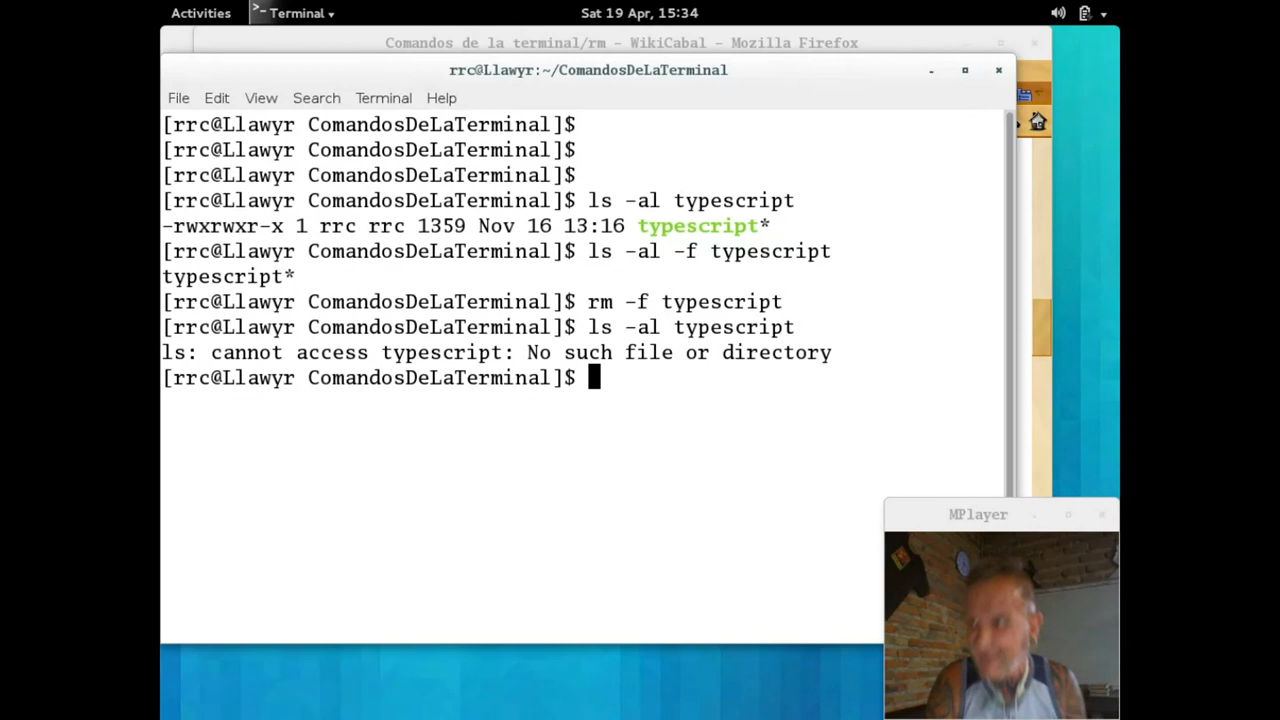 Activities
Terminal
Sat 19 Apr, 15:34
Comandos de la terminal/rm - WikiCabal - Mozilla Firefox
rrc@Llawyr:~/ComandosDeLaTerminal
File Edit View Search Terminal Help
[rrc@Llawyr ComandosDeLaTerminal]$
[rrc@Llawyr ComandosDeLaTerminal]$
[rrc@Llawyr ComandosDeLaTerminal]$
[rrc@Llawyr ComandosDeLaTerminal]$ ls -al typescript
-rwxrwxr-x 1 rrc rrc 1359 Nov 16 13:16 typescript*
[rrc@Llawyr ComandosDeLaTerminal]$ ls -al -f typescript
typescript*
[rrc@Llawyr ComandosDeLaTerminal]$ rm -f typescript
[rrc@Llawyr ComandosDeLaTerminal]$ ls -al typescript
ls: cannot access typescript: No such file or directory
[rrc@Llawyr ComandosDeLaTerminal]$
MPlayer